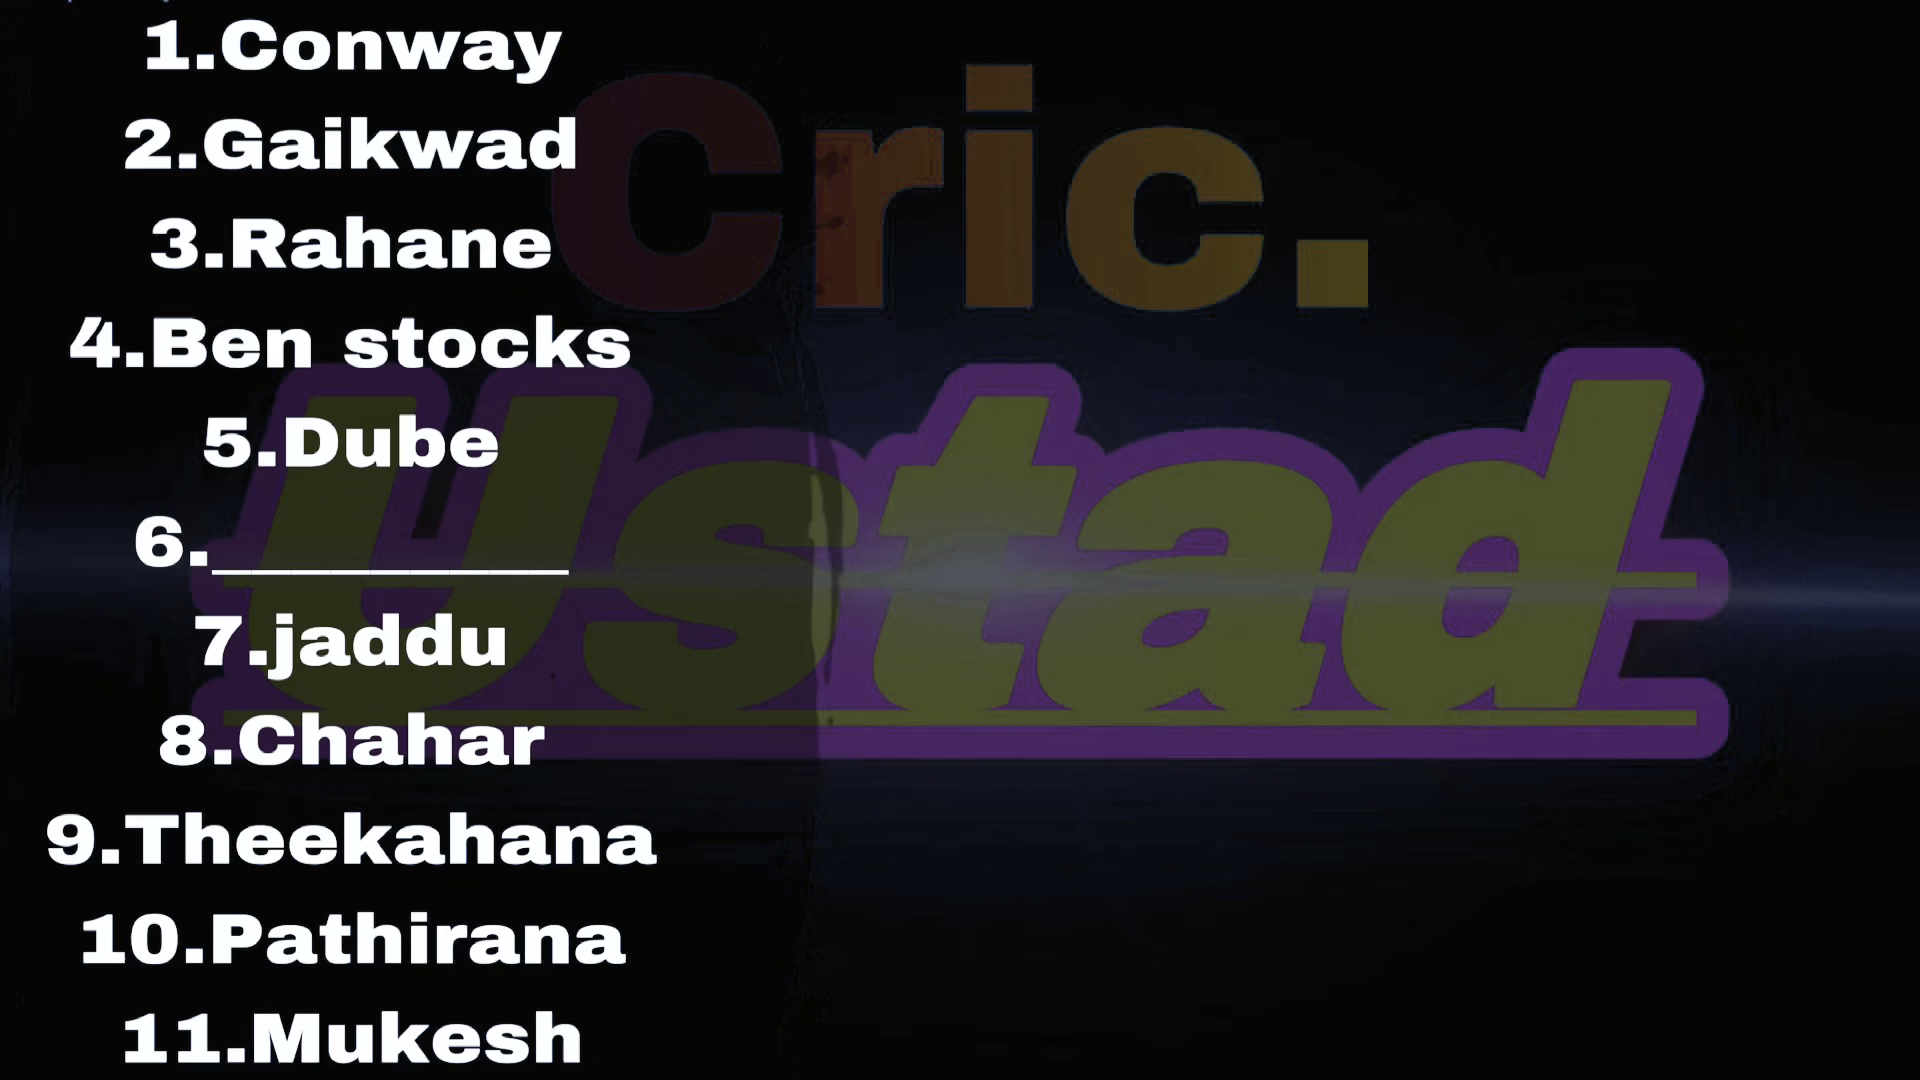 1.Conway
2.Gaikwad
3.Rahane
4.Ben stocks
5.Dube
6.__________
7.jaddu
8.Chahar
9.Theekahana
10.Pathirana
11.Mukesh
Cric.
Ustad